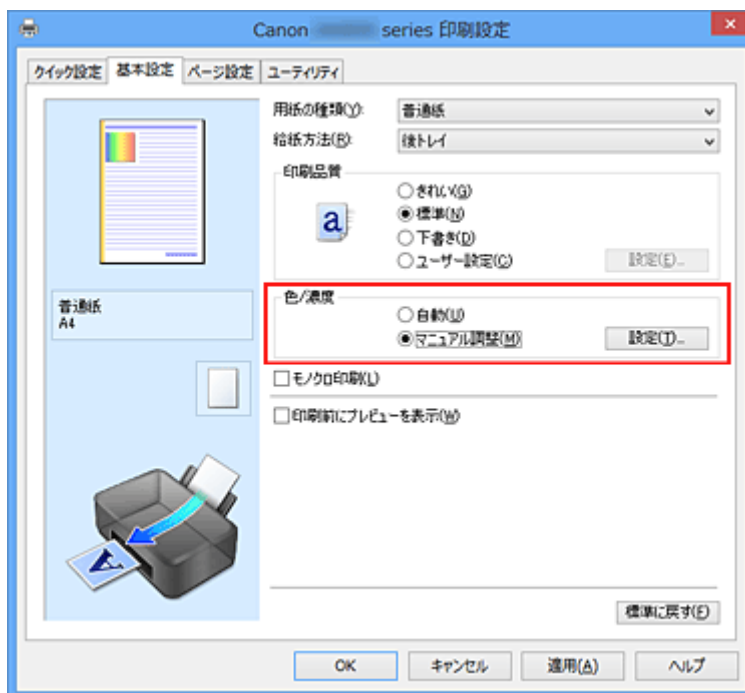 Canon series 印刷設定
クイック設定 基本設定 ページ設定 ユーティリティ
用紙の種類(Y): 普通紙
給紙方法(R): 後トレイ
印刷品質
きれい(G)
a
標準(N)
下書き(D)
ユーザー設定(C) 設定(E)...
普通紙
A4
色/濃度
自動(U)
マニュアル調整(M) 設定(T)...
モノクロ印刷(L)
印刷前にプレビューを表示(W)
A
標準に戻す(F)
OK キャンセル 適用(A) ヘルプ